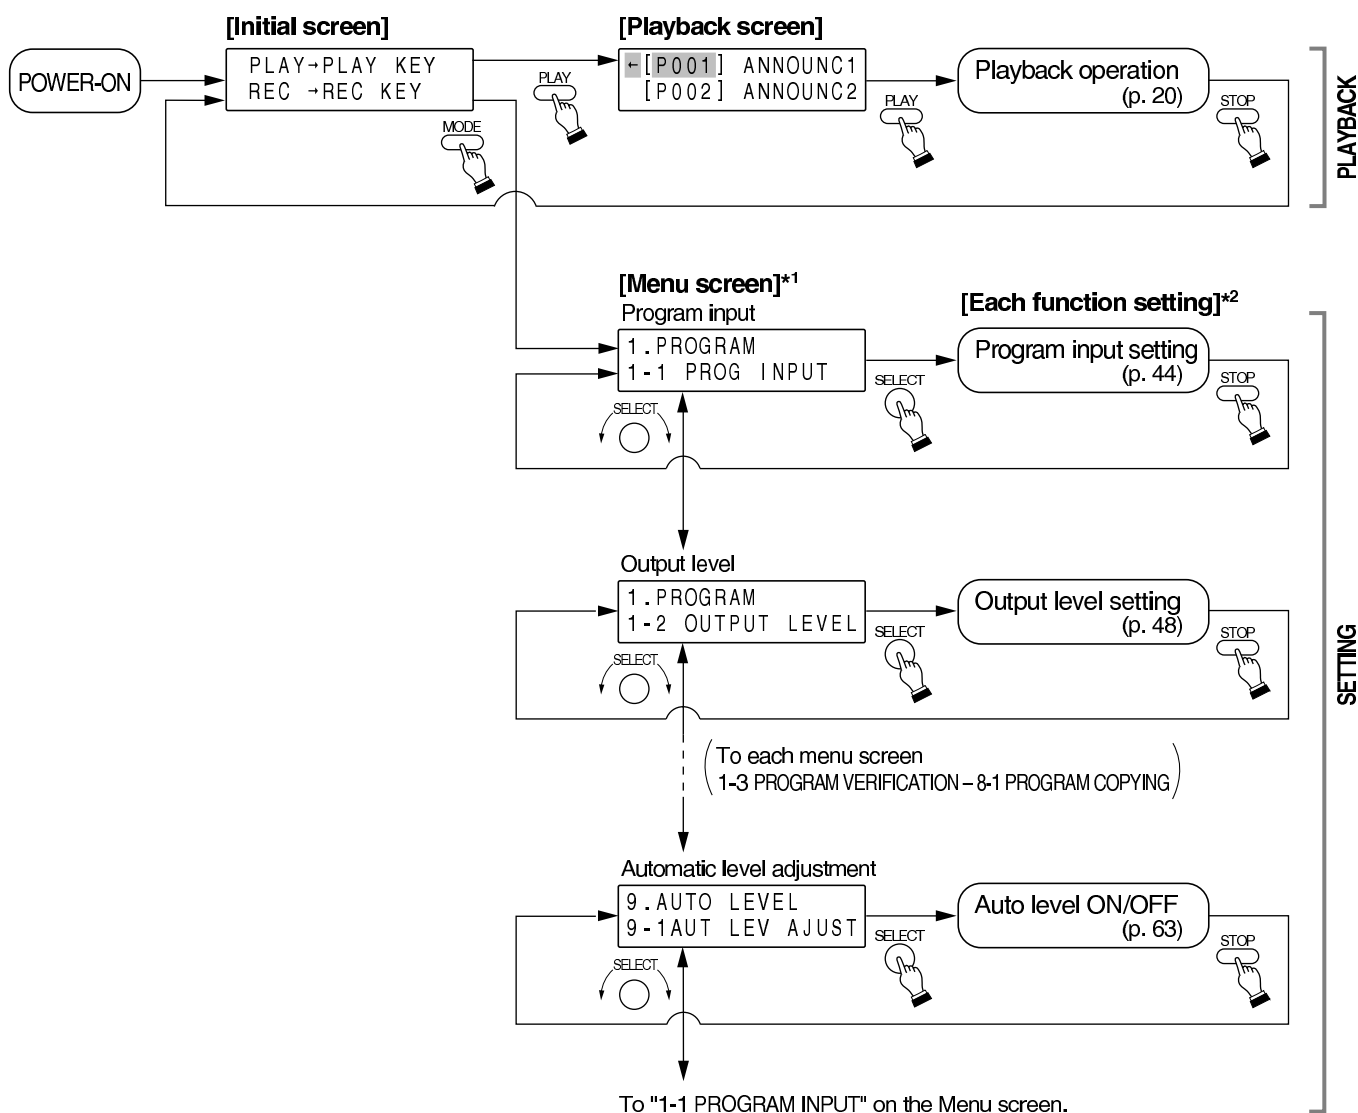 [Initial screen]
[Playback screen]
POWER-ON
PLAY→PLAY KEY
REC →REC KEY
MODE
PLAY
←[P001] ANNOUNC1
[P002] ANNOUNC2
PLAY
Playback operation
(p. 20)
STOP
PLAYBACK
[Menu screen]*1
Program input
1.PROGRAM
1-1 PROG INPUT
SELECT
SELECT
[Each function setting]*2
Program input setting
(p. 44)
STOP
Output level
1.PROGRAM
1-2 OUTPUT LEVEL
SELECT
SELECT
Output level setting
(p. 48)
STOP
SETTING
To each menu screen
1-3 PROGRAM VERIFICATION – 8-1 PROGRAM COPYING
Automatic level adjustment
9.AUTO LEVEL
9-1AUT LEV AJUST
SELECT
SELECT
Auto level ON/OFF
(p. 63)
STOP
To "1-1 PROGRAM INPUT" on the Menu screen.